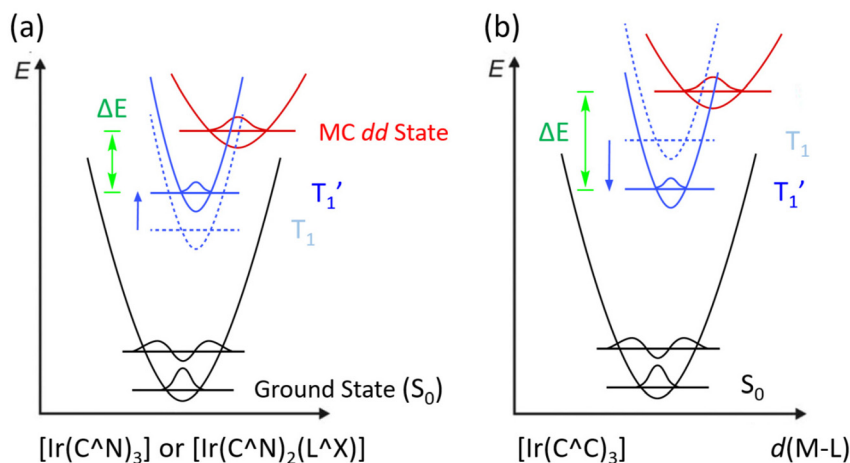 (a)
E
ΔE
MC dd State
T₁'
T₁
Ground State (S₀)
[Ir(C^N)₃] or [Ir(C^N)₂(L^X)]
(b)
E
ΔE
T₁
T₁'
S₀
[Ir(C^C)₃]
d(M-L)